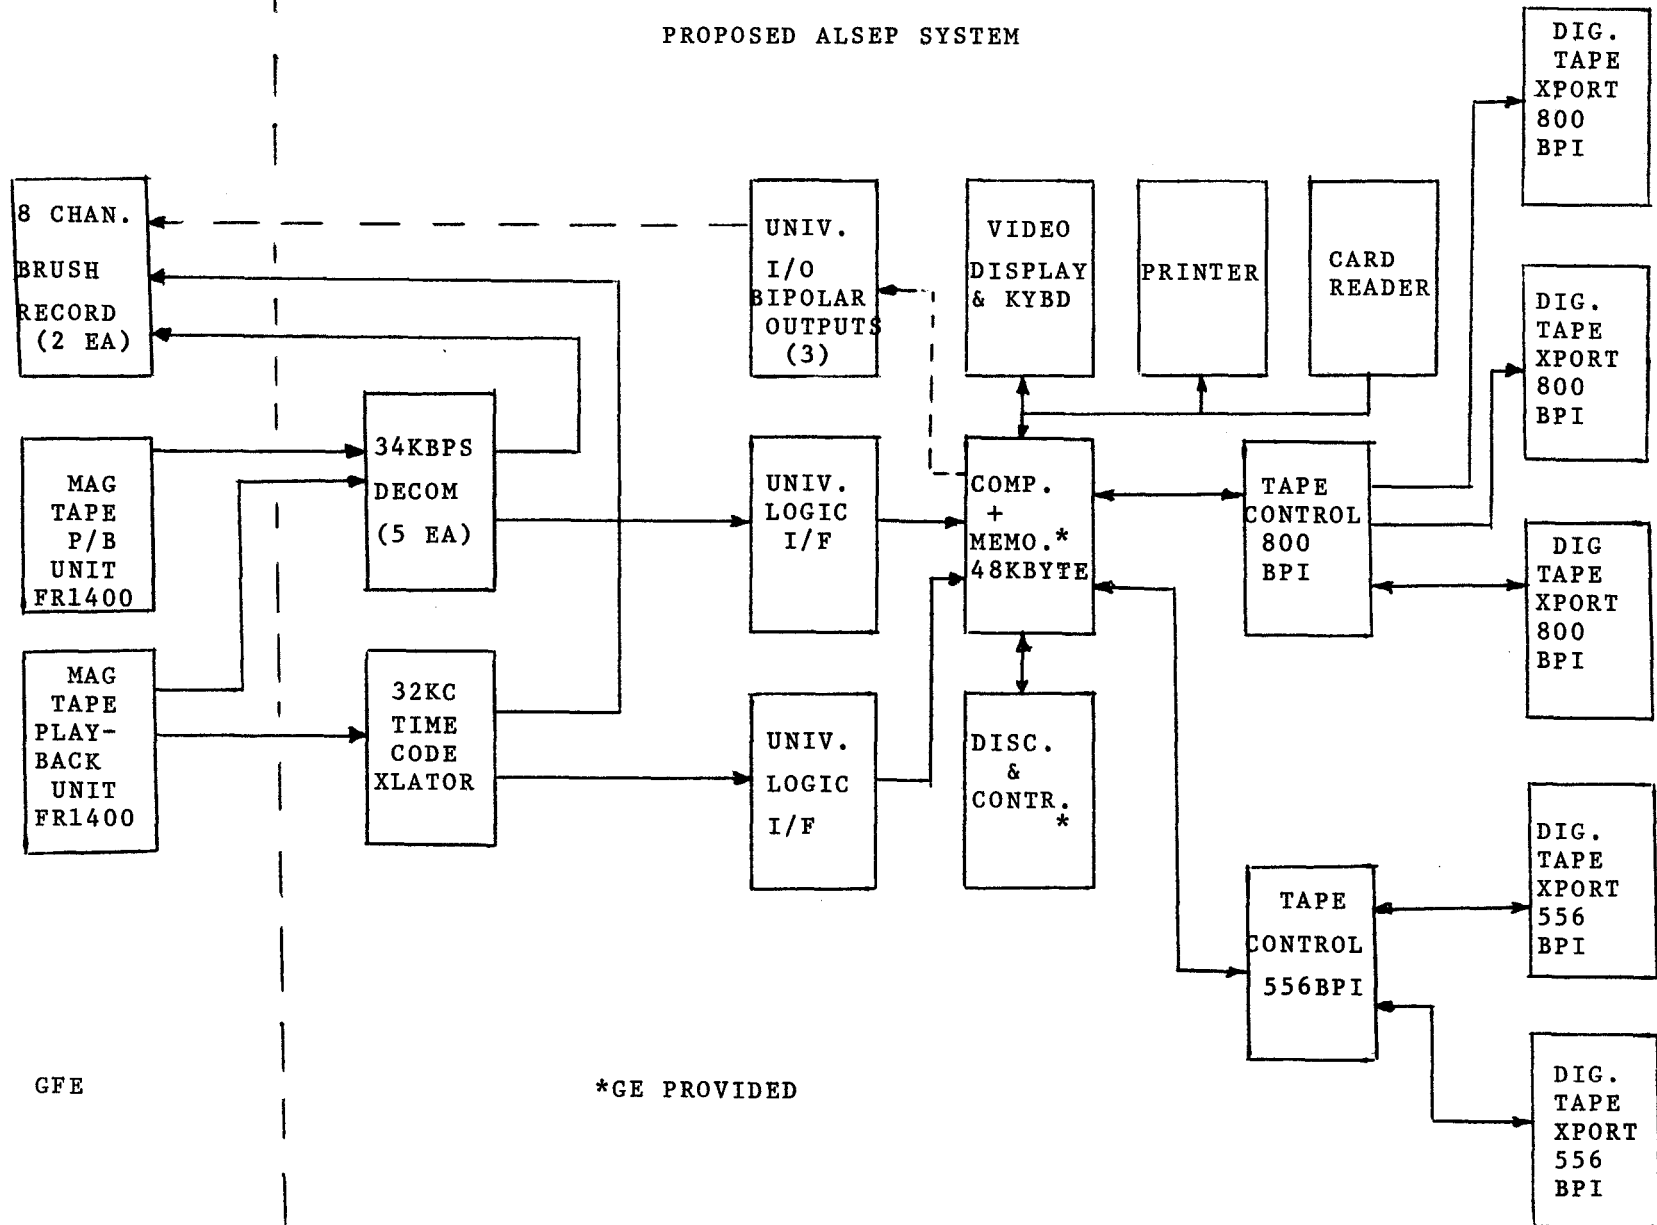 PROPOSED ALSEP SYSTEM
8 CHAN.
BRUSH
RECORD
(2 EA)
MAG
TAPE
P/B
UNIT
FR1400
MAG
TAPE
PLAY-
BACK
UNIT
FR1400
34KBPS
DECOM
(5 EA)
32KC
TIME
CODE
XLATOR
UNIV.
I/O
BIPOLAR
OUTPUTS
(3)
UNIV.
LOGIC
I/F
UNIV.
LOGIC
I/F
VIDEO
DISPLAY
& KYBD
PRINTER
CARD
READER
COMP.
+
MEMO.*
48KBYTE
DISC.
&
CONTR.
*
TAPE
CONTROL
800
BPI
TAPE
CONTROL
556BPI
DIG.
TAPE
XPORT
800
BPI
DIG.
TAPE
XPORT
800
BPI
DIG
TAPE
XPORT
800
BPI
DIG.
TAPE
XPORT
556
BPI
DIG.
TAPE
XPORT
556
BPI
GFE
*GE PROVIDED